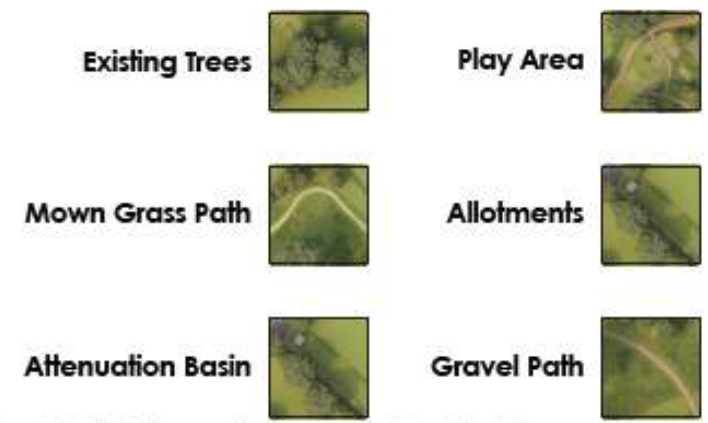 Existing Trees
Play Area
Mown Grass Path
Allotments
Attenuation Basin
Gravel Path